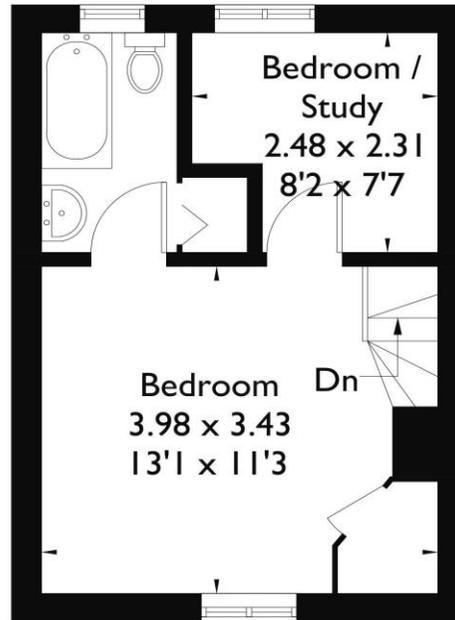 Bedroom /
Study
2.48 x 2.31
8'2 x 7'7
Bedroom
3.98 x 3.43
13'1 x 11'3
Dn